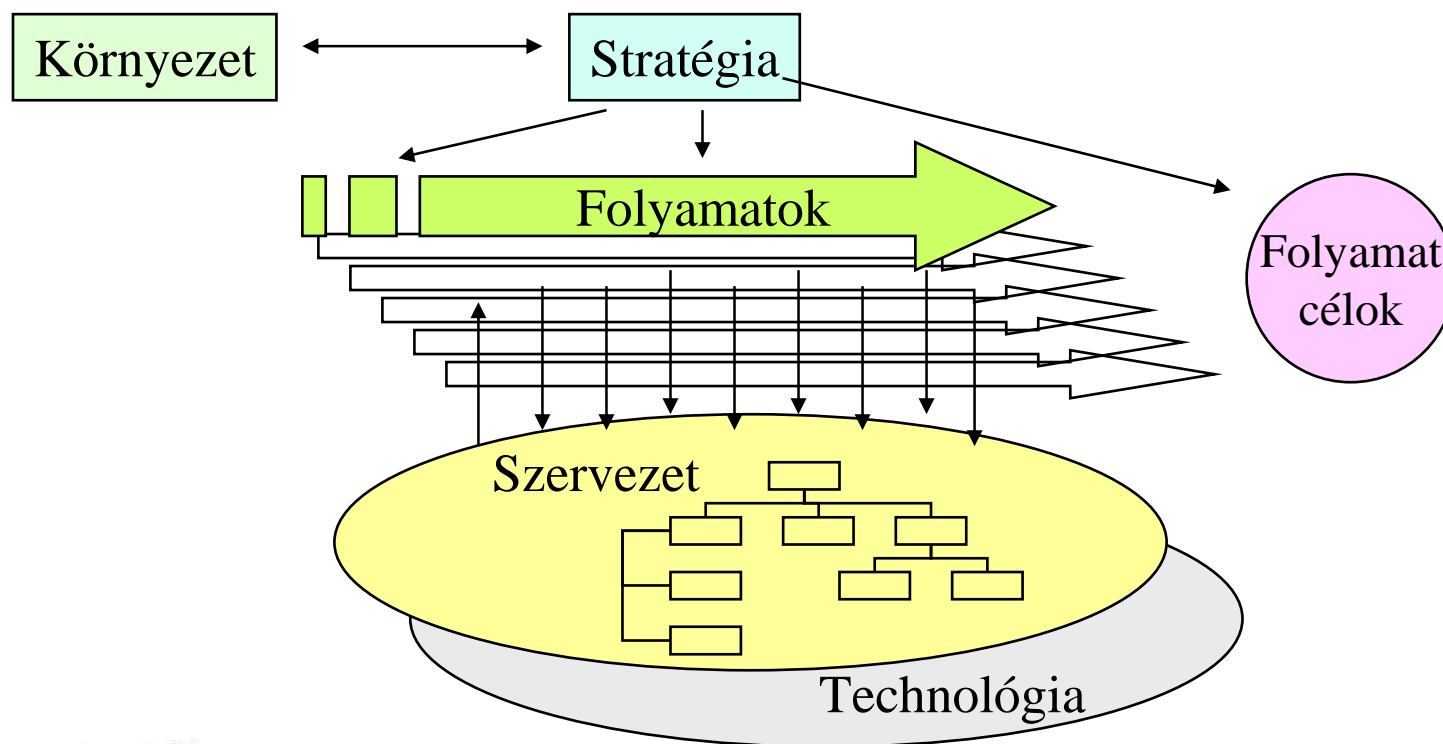 Környezet
Stratégia
Folyamatok
Folyamat
célok
Szervezet
Technológia